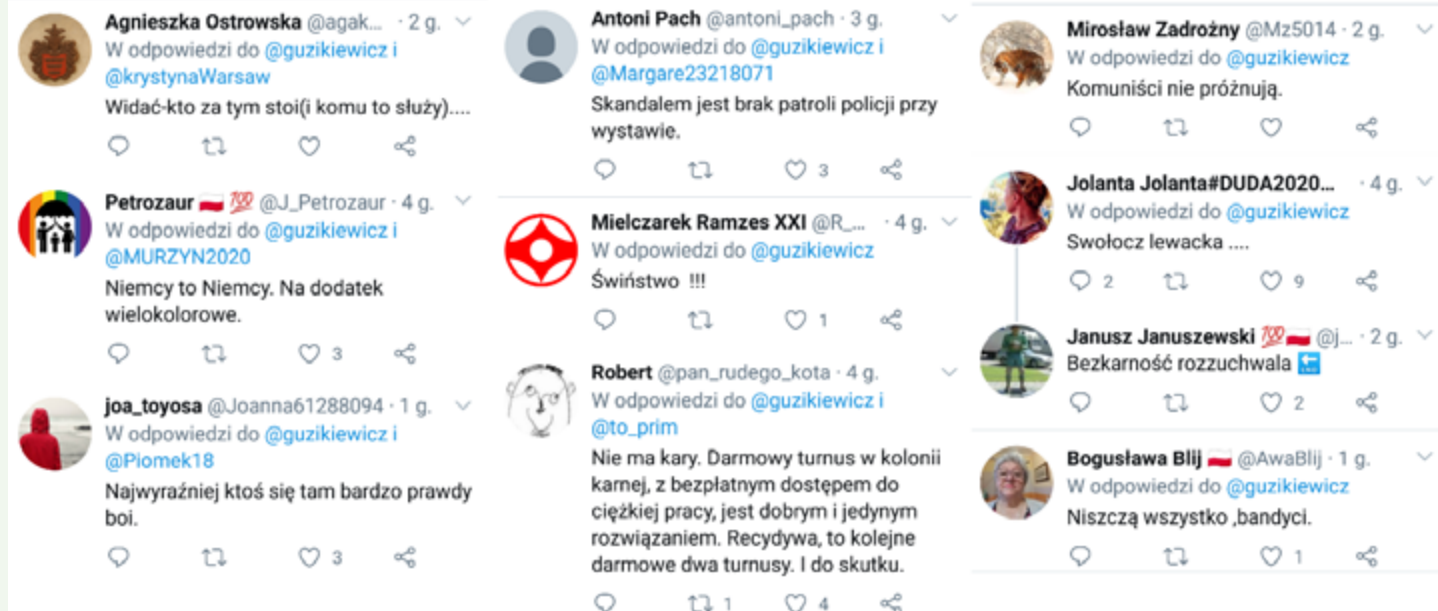 Agnieszka Ostrowska @agak... · 2 g.
W odpowiedzi do @guzikiewicz i
@krystynaWarsaw
Widać-kto za tym stoi(i komu to służy)....
Petrozaur 🇵🇱 💯 @J_Petrozaur · 4 g.
W odpowiedzi do @guzikiewicz i
@MURZYN2020
Niemcy to Niemcy. Na dodatek
wielokolorowe.
3
joa_toyosa @Joanna61288094 · 1 g.
W odpowiedzi do @guzikiewicz i
@Piomek18
Najwyraźniej ktoś się tam bardzo prawdy
boi.
3
Antoni Pach @antoni_pach · 3 g.
W odpowiedzi do @guzikiewicz i
@Margare23218071
Skandalem jest brak patroli policji przy
wystawie.
3
Mielczarek Ramzes XXI @R_... · 4 g.
W odpowiedzi do @guzikiewicz
Świństwo !!!
1
Robert @pan_rudego_kota · 4 g.
W odpowiedzi do @guzikiewicz i
@to_prim
Nie ma kary. Darmowy turnus w kolonii
karnej, z bezpłatnym dostępem do
ciężkiej pracy, jest dobrym i jedynym
rozwiązaniem. Recydywa, to kolejne
darmowe dwa turnusy. I do skutku.
1 4
Mirosław Zadrożny @Mz5014 · 2 g.
W odpowiedzi do @guzikiewicz
Komuniści nie próżnują.
Jolanta Jolanta#DUDA2020... · 4 g.
W odpowiedzi do @guzikiewicz
Swołocz lewacka ....
2 9
Janusz Januszewski 💯🇵🇱 @j... · 2 g.
Bezkarność rozzuchwala 🔚
2
Bogusława Blij 🇵🇱 @AwaBlij · 1 g.
W odpowiedzi do @guzikiewicz
Niszczą wszystko ,bandyci.
1